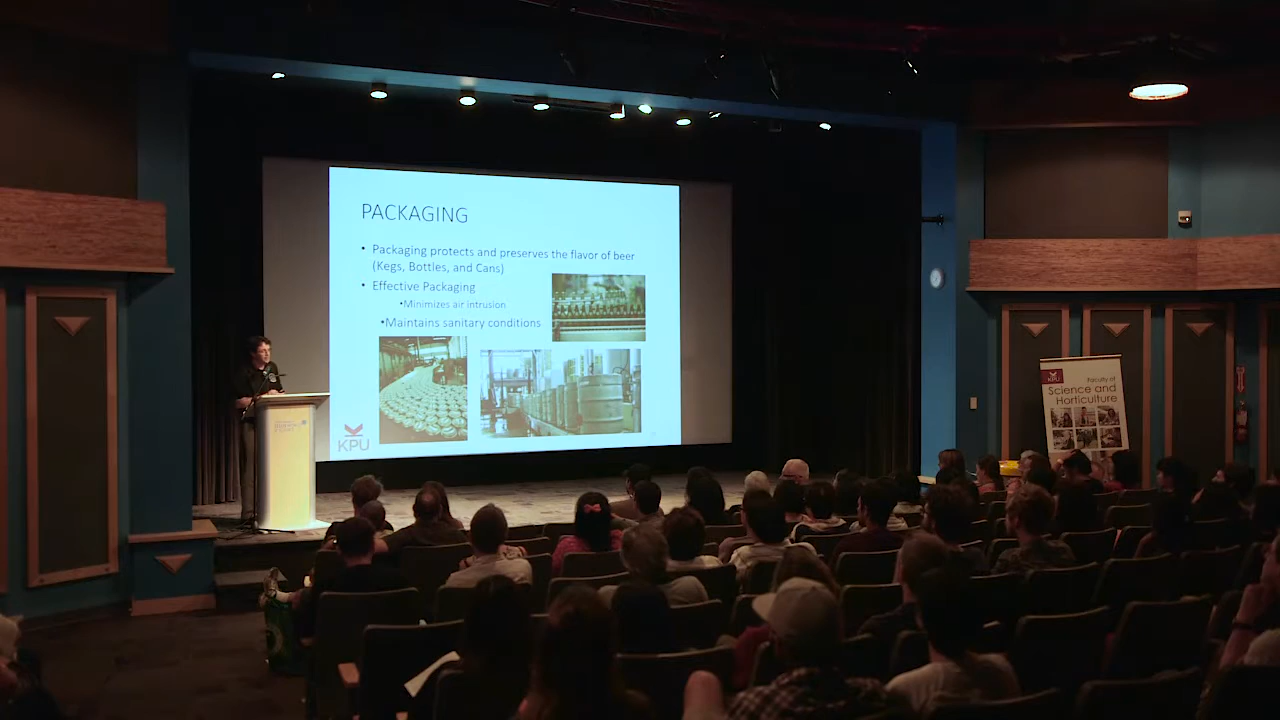 PACKAGING
• Packaging protects and preserves the flavor of beer
(Kegs, Bottles, and Cans)
• Effective Packaging
•Minimizes air intrusion
•Maintains sanitary conditions
KPU
KPU
Faculty of
Science and
Horticulture